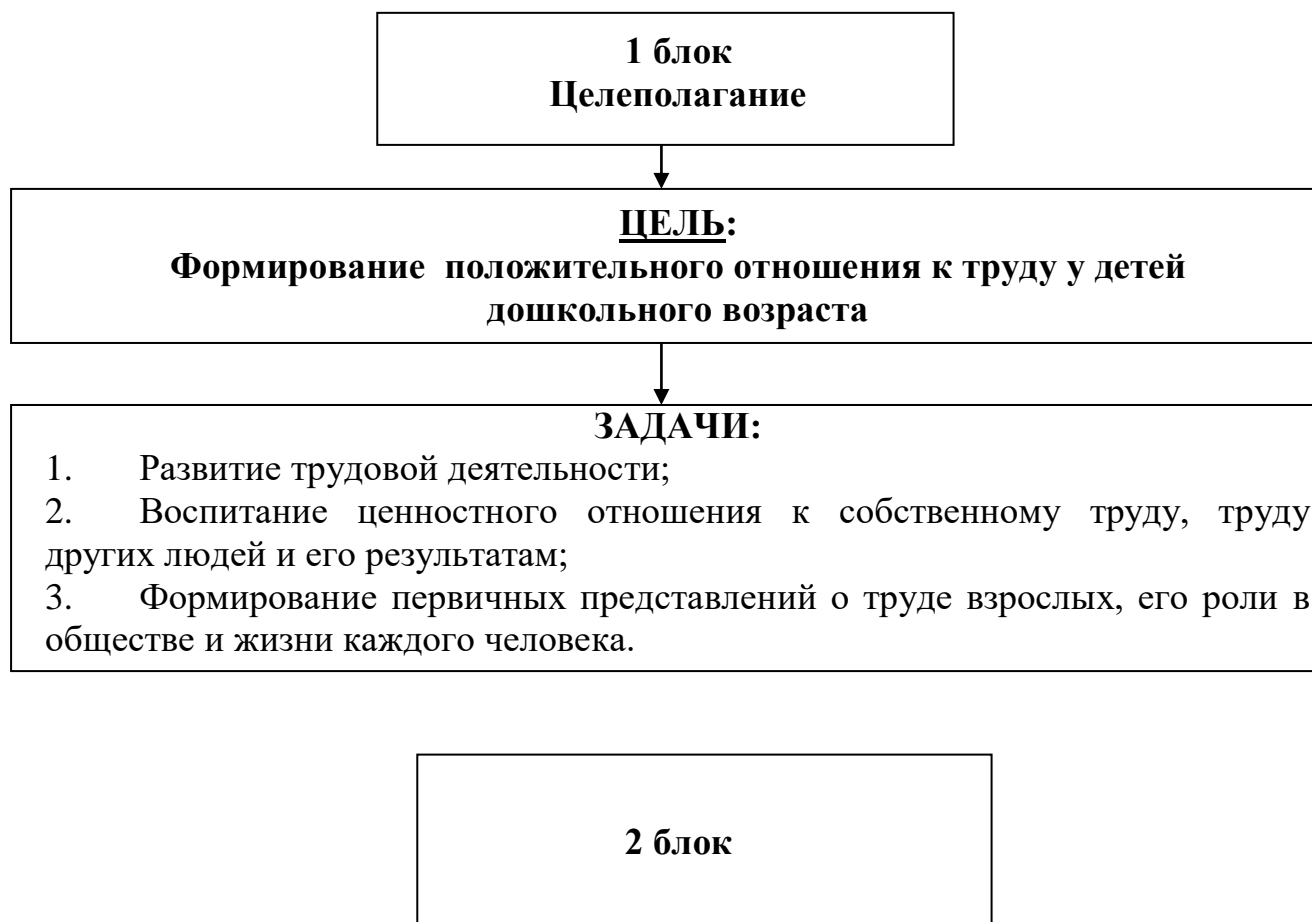 1 блок
Целеполагание
ЦЕЛЬ:
Формирование положительного отношения к труду у детей
дошкольного возраста
ЗАДАЧИ:
1. Развитие трудовой деятельности;
2. Воспитание ценностного отношения к собственному труду, труду
других людей и его результатам;
3. Формирование первичных представлений о труде взрослых, его роли в
обществе и жизни каждого человека.
2 блок